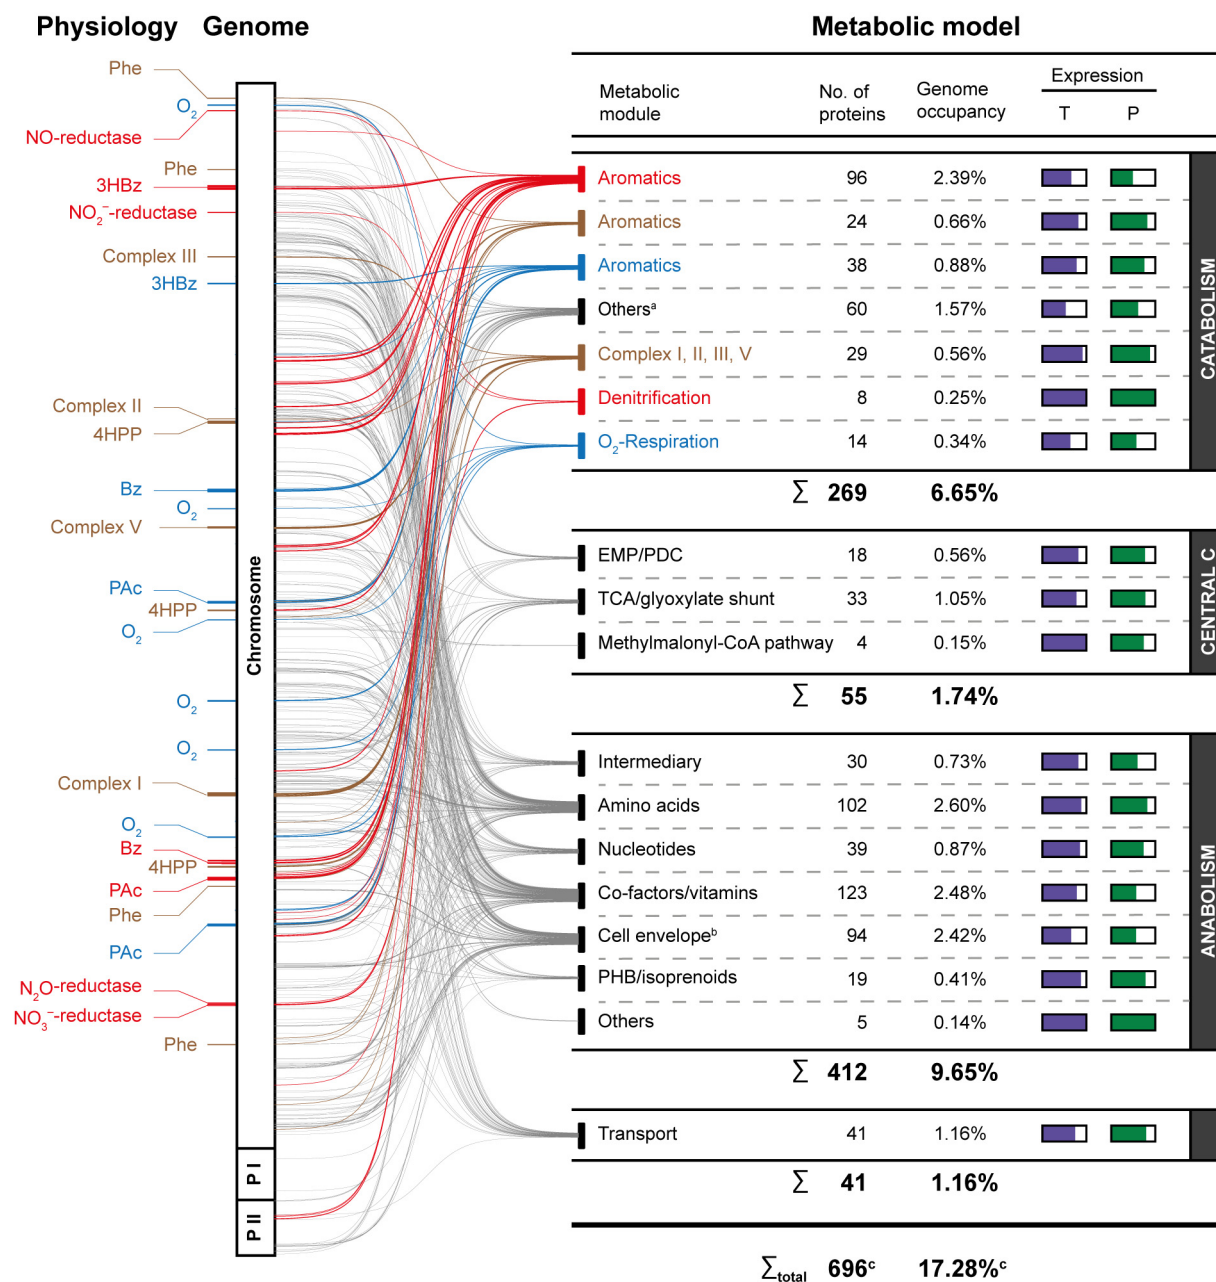 Physiology Genome Metabolic model
Metabolic module No. of proteins Genome occupancy Expression T P
Phe
O₂
NO-reductase
Phe
3HBz
NO₂⁻-reductase
Complex III
3HBz
Complex II
4HPP
Bz
O₂
Complex V
PAc
4HPP
O₂
O₂
O₂
Complex I
O₂
Bz
4HPP
PAc
Phe
PAc
N₂O-reductase
NO₃⁻-reductase
Phe
Chromosome
P I
P II
Aromatics 96 2.39%
Aromatics 24 0.66%
Aromatics 38 0.88%
Othersᵃ 60 1.57%
Complex I, II, III, V 29 0.56%
Denitrification 8 0.25%
O₂-Respiration 14 0.34%
∑ 269 6.65%
CATABOLISM
EMP/PDC 18 0.56%
TCA/glyoxylate shunt 33 1.05%
Methylmalonyl-CoA pathway 4 0.15%
∑ 55 1.74%
CENTRAL C
Intermediary 30 0.73%
Amino acids 102 2.60%
Nucleotides 39 0.87%
Co-factors/vitamins 123 2.48%
Cell envelopeᵇ 94 2.42%
PHB/isoprenoids 19 0.41%
Others 5 0.14%
∑ 412 9.65%
ANABOLISM
Transport 41 1.16%
∑ 41 1.16%
∑total 696ᶜ 17.28%ᶜ